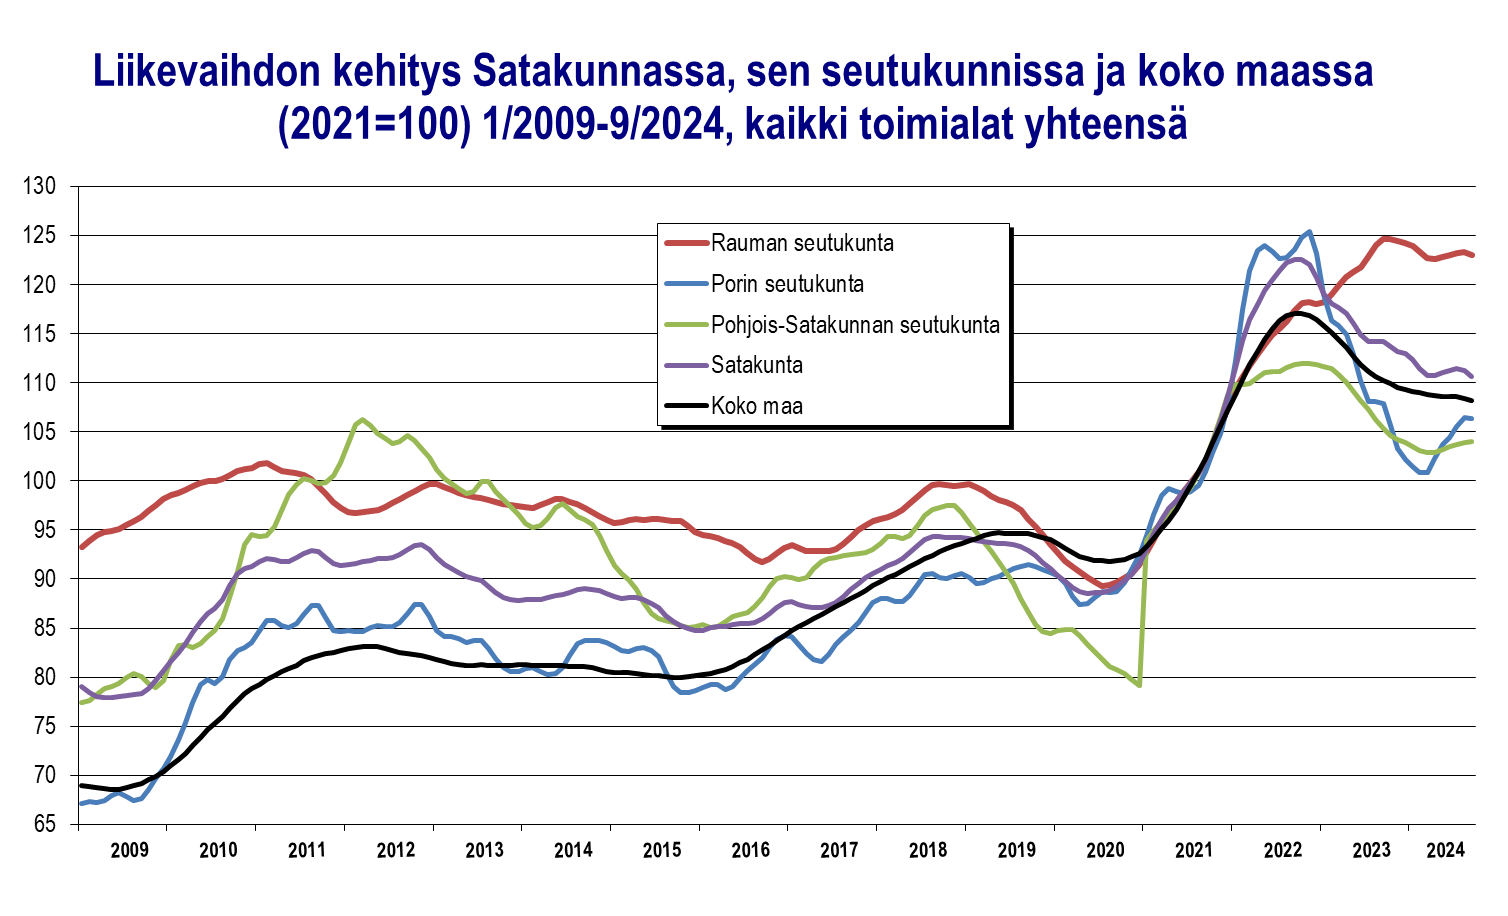 Liikevaihdon kehitys Satakunnassa, sen seutukunnissa ja koko maassa
(2021=100) 1/2009-9/2024, kaikki toimialat yhteensä
130
125
120
115
110
105
100
95
90
85
80
75
70
65
Rauman seutukunta
Porin seutukunta
Pohjois-Satakunnan seutukunta
Satakunta
Koko maa
2009 2010 2011 2012 2013 2014 2015 2016 2017 2018 2019 2020 2021 2022 2023 2024